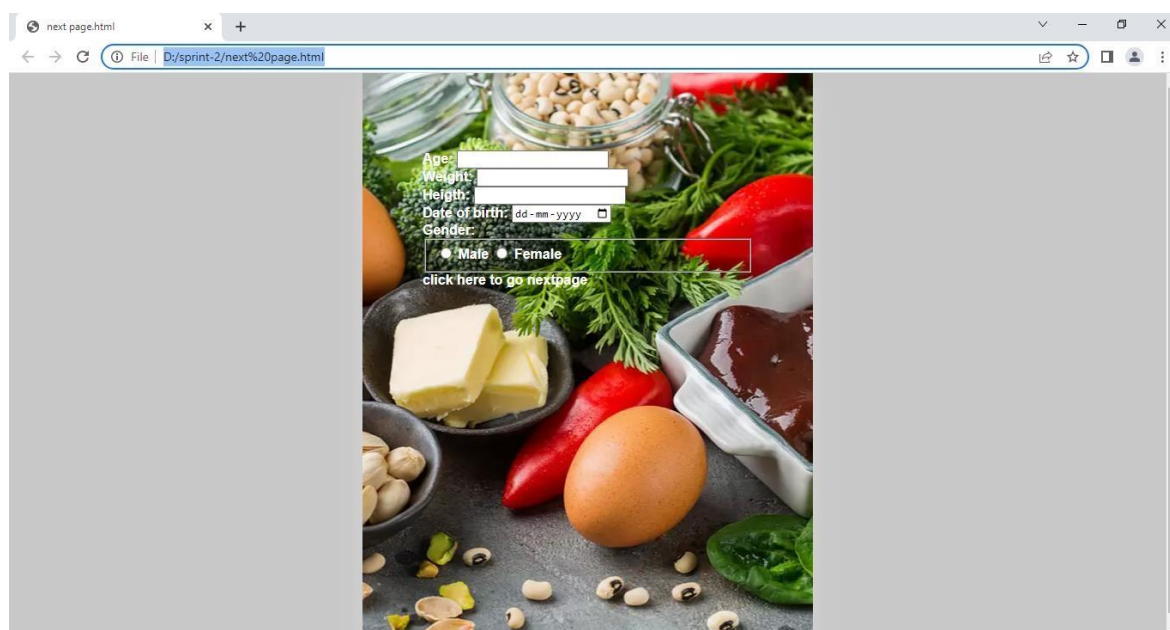 next page.html
File | D:/sprint-2/next%20page.html
Age:
Weight:
Heigth:
Date of birth: dd-mm-yyyy
Gender:
Male Female
click here to go nextpage